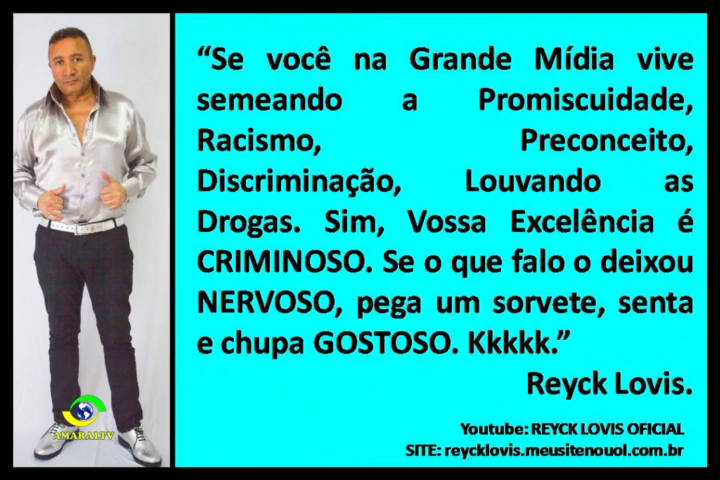 “Se você na Grande Mídia vive
semeando a Promiscuidade,
Racismo, Preconceito,
Discriminação, Louvando as
Drogas. Sim, Vossa Excelência é
CRIMINOSO. Se o que falo o deixou
NERVOSO, pega um sorvete, senta
e chupa GOSTOSO. Kkkkk.”
Reyck Lovis.
Youtube: REYCK LOVIS OFICIAL
SITE: reycklovis.meusitenouol.com.br
AMARALTV